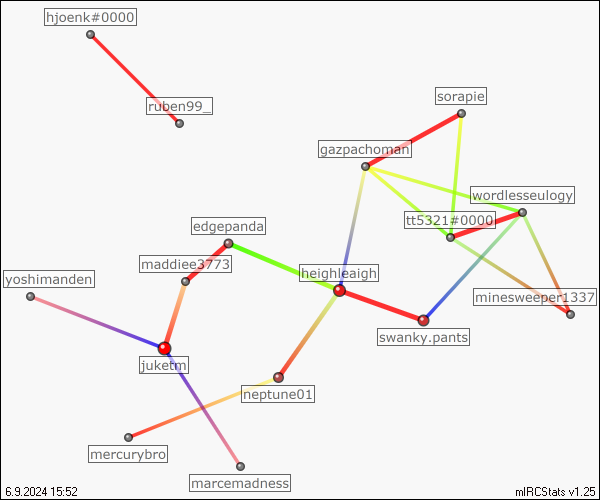 hjoenk#0000
ruben99_
sorapie
gazpachoman
wordlesseulogy
tt5321#0000
edgepanda
maddiee3773
heighleaigh
yoshimanden
minesweeper1337
swanky.pants
juketm
neptune01
mercurybro
marcemadness
6.9.2024 15:52
mIRCStats v1.25